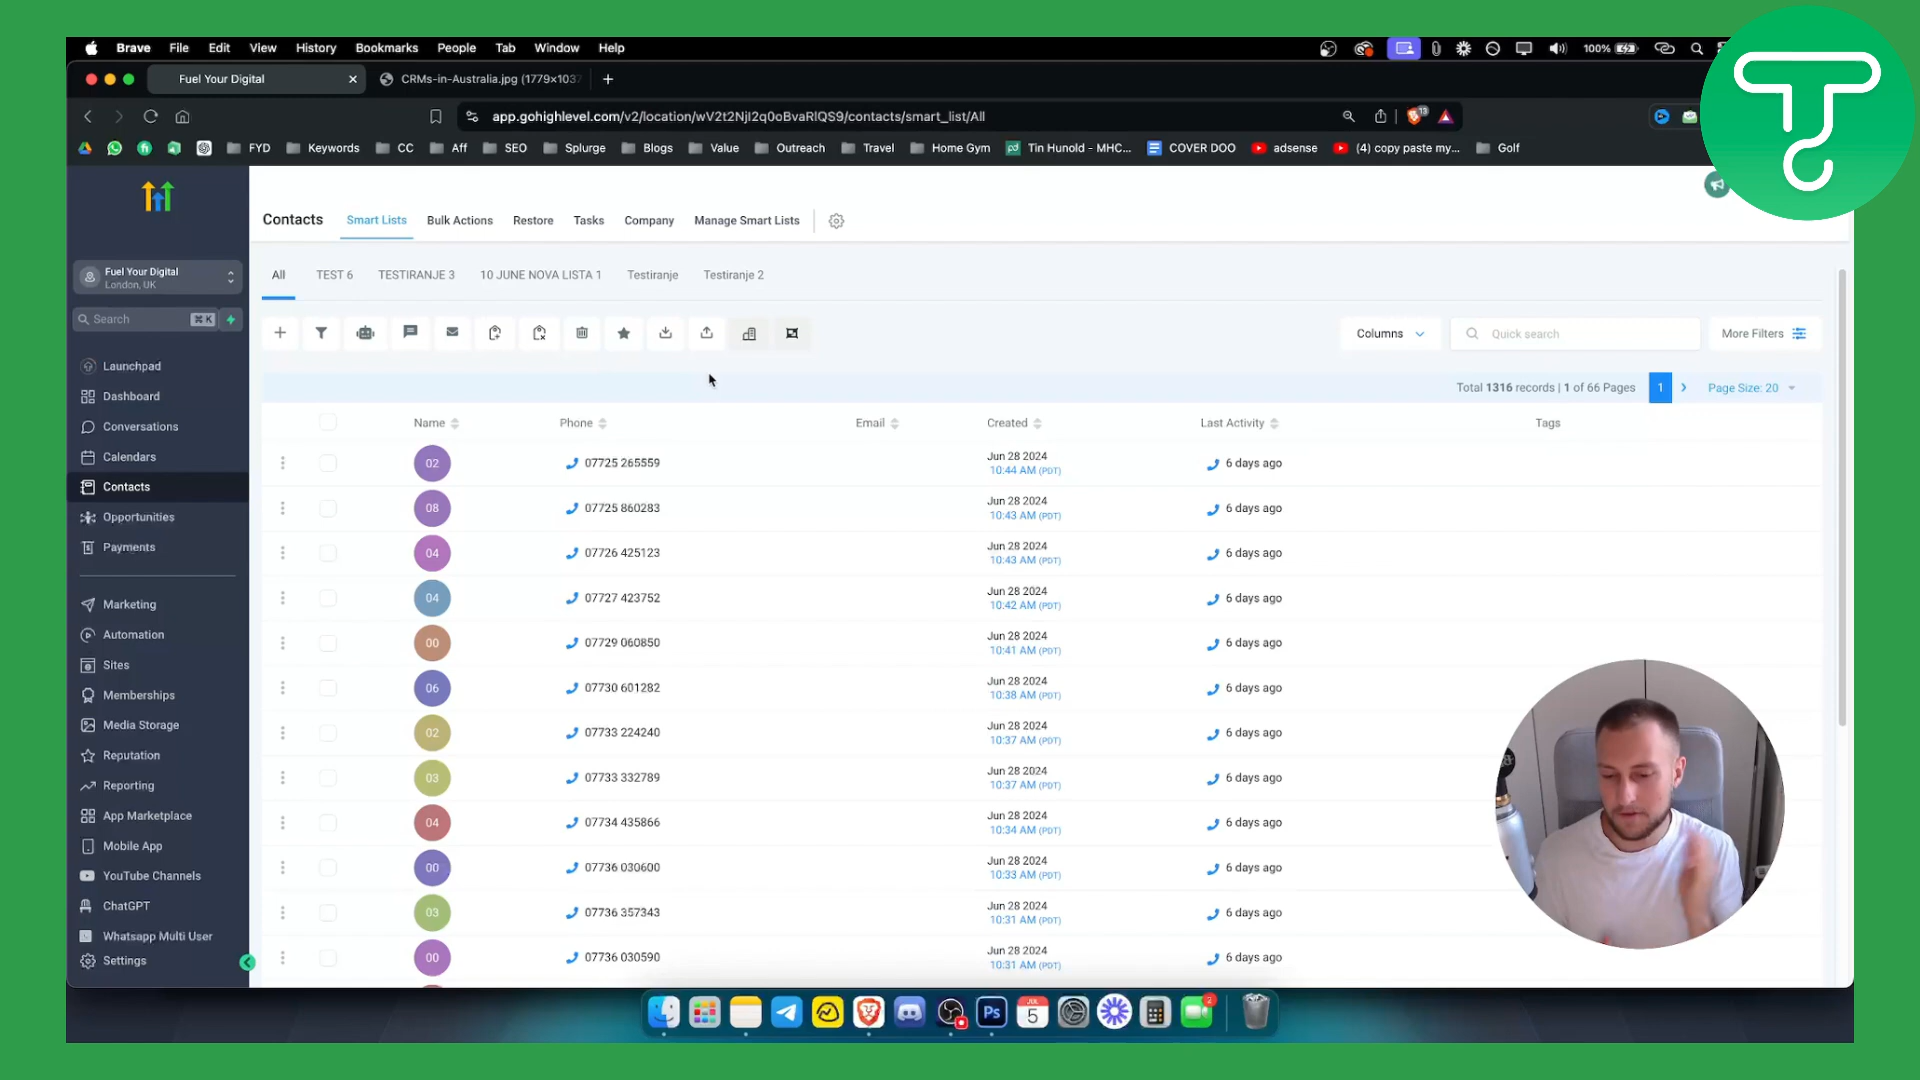 Brave File Edit View History Bookmarks People Tab Window Help
100%
Fuel Your Digital
CRMs-in-Australia.jpg (1779×1037
app.gohighlevel.com/v2/location/wV2t2NjI2q0oBvaRlQS9/contacts/smart_list/All
13
FYD Keywords CC Aff SEO Splurge Blogs Value Outreach Travel Home Gym Tin Hunold - MHC... COVER DOO adsense (4) copy paste my... Golf
Contacts Smart Lists Bulk Actions Restore Tasks Company Manage Smart Lists
Fuel Your Digital
London, UK
All TEST 6 TESTIRANJE 3 10 JUNE NOVA LISTA 1 Testiranje Testiranje 2
Search ⌘K
Columns Quick search More Filters
Total 1316 records | 1 of 66 Pages 1 Page Size: 20
Launchpad
Dashboard
Conversations
Calendars
Contacts
Opportunities
Payments
Marketing
Automation
Sites
Memberships
Media Storage
Reputation
Reporting
App Marketplace
Mobile App
YouTube Channels
ChatGPT
Whatsapp Multi User
Settings
Name Phone Email Created Last Activity Tags
02 07725 265559 Jun 28 2024 6 days ago
10:44 AM (PDT)
08 07725 860283 Jun 28 2024 6 days ago
10:43 AM (PDT)
04 07726 425123 Jun 28 2024 6 days ago
10:43 AM (PDT)
04 07727 423752 Jun 28 2024 6 days ago
10:42 AM (PDT)
00 07729 060850 Jun 28 2024 6 days ago
10:41 AM (PDT)
06 07730 601282 Jun 28 2024 6 days ago
10:38 AM (PDT)
02 07733 224240 Jun 28 2024 6 days ago
10:37 AM (PDT)
03 07733 332789 Jun 28 2024 6 days ago
10:37 AM (PDT)
04 07734 435866 Jun 28 2024 6 days ago
10:34 AM (PDT)
00 07736 030600 Jun 28 2024 6 days ago
10:33 AM (PDT)
03 07736 357343 Jun 28 2024 6 days ago
10:31 AM (PDT)
00 07736 030590 Jun 28 2024 6 days ago
10:31 AM (PDT)
Ps
JUL
5
2